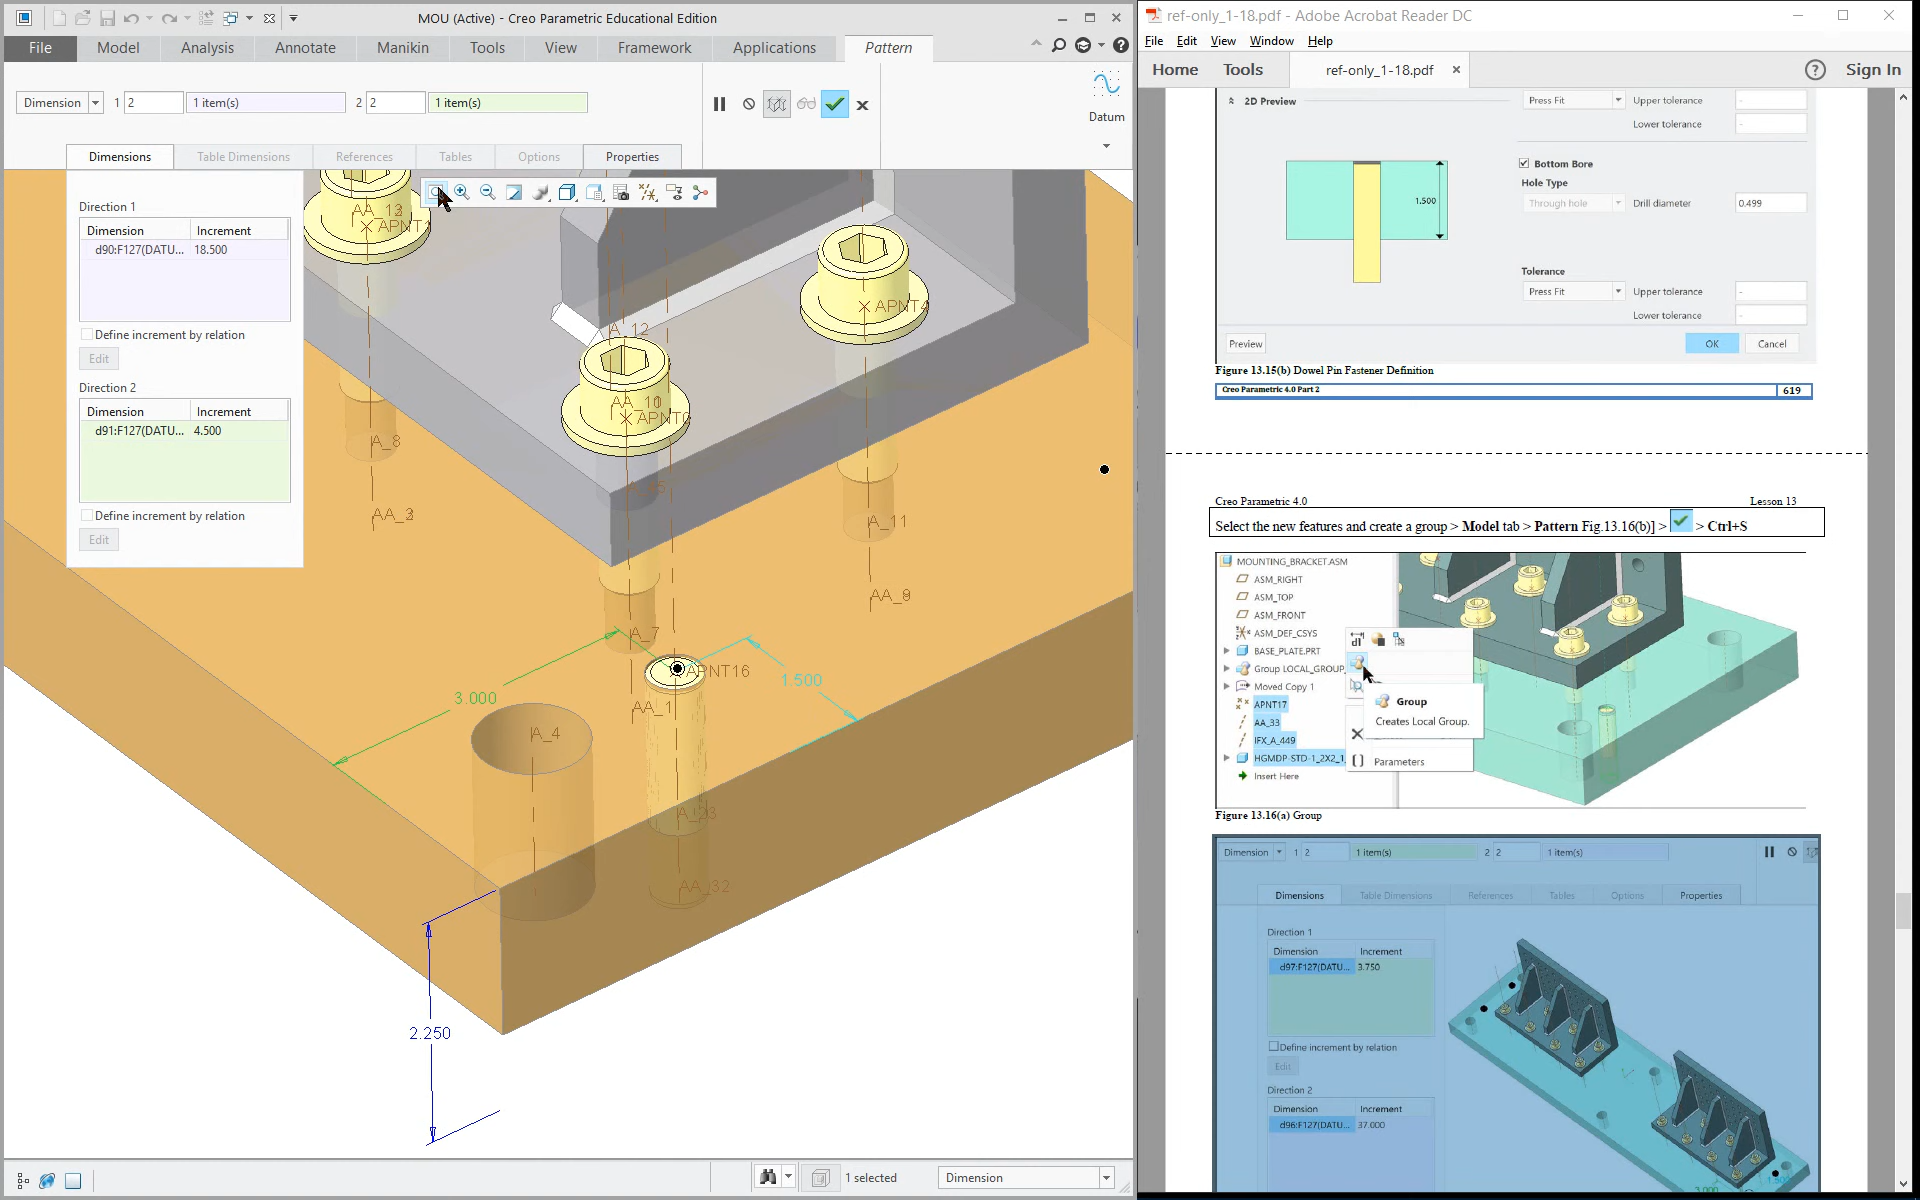 MOU (Active) - Creo Parametric Educational Edition
File Model Analysis Annotate Manikin Tools View Framework Applications Pattern
Dimension 1 2 1 item(s) 2 2 1 item(s)
Datum
Dimensions Table Dimensions References Tables Options Properties
Direction 1
Dimension Increment
d90:F127(DATU... 18.500
Define increment by relation
Edit
Direction 2
Dimension Increment
d91:F127(DATU... 4.500
Define increment by relation
Edit
AA_13
APNT1
A_12
APNT4
AA_10
A_8
AA_3
A_11
AA_9
A_7
APNT16
1.500
3.000
AA_1
A_4
A_23
AA_32
2.250
1 selected Dimension
ref-only_1-18.pdf - Adobe Acrobat Reader DC
File Edit View Window Help
Home Tools ref-only_1-18.pdf × Sign In
2D Preview
Press Fit Upper tolerance -
Lower tolerance -
Bottom Bore
Hole Type
Through hole Drill diameter 0.499
1.500
Tolerance
Press Fit Upper tolerance -
Lower tolerance -
Preview OK Cancel
Figure 13.15(b) Dowel Pin Fastener Definition
Creo Parametric 4.0 Part 2 619
Creo Parametric 4.0 Lesson 13
Select the new features and create a group > Model tab > Pattern Fig.13.16(b)] > > Ctrl+S
MOUNTING_BRACKET.ASM
ASM_RIGHT
ASM_TOP
ASM_FRONT
ASM_DEF_CSYS
BASE_PLATE.PRT
Group LOCAL_GROUP
Moved Copy 1
APNT17
AA_33
IFX_A_449
HGMDP-STD-1_2X2_1
Insert Here
Group
Creates Local Group.
Parameters
Figure 13.16(a) Group
Dimension 1 2 1 item(s) 2 2 1 item(s)
Dimensions Table Dimensions References Tables Options Properties
Direction 1
Dimension Increment
d97:F127(DATU... 3.750
Define increment by relation
Edit
Direction 2
Dimension Increment
d96:F127(DATU... 37.000
3.000